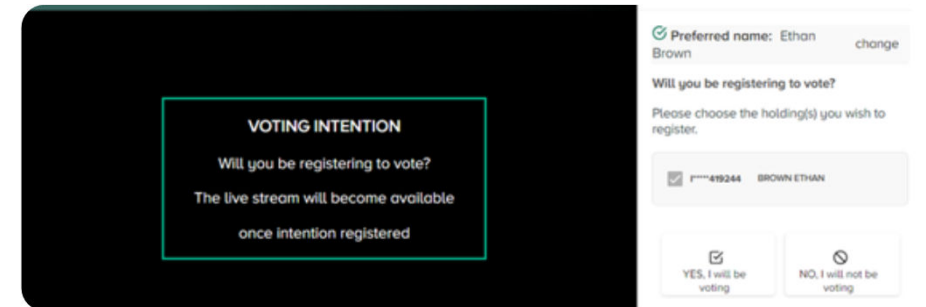 VOTING INTENTION
Will you be registering to vote?
The live stream will become available
once intention registered
Preferred name: Ethan
Brown
change
Will you be registering to vote?
Please choose the holding(s) you wish to
register.
I*****419244 BROWN ETHAN
YES, I will be
voting
NO, I will not be
voting